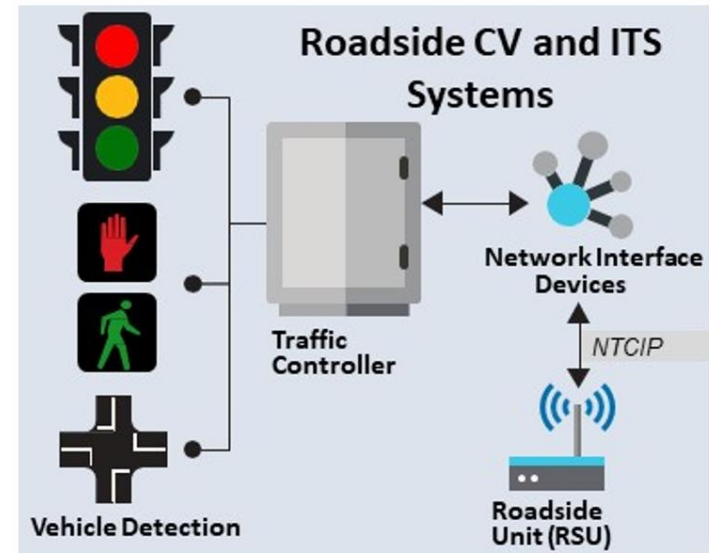 Roadside CV and ITS
Systems
Network Interface
Devices
Traffic
Controller
NTCIP
Vehicle Detection
Roadside
Unit (RSU)